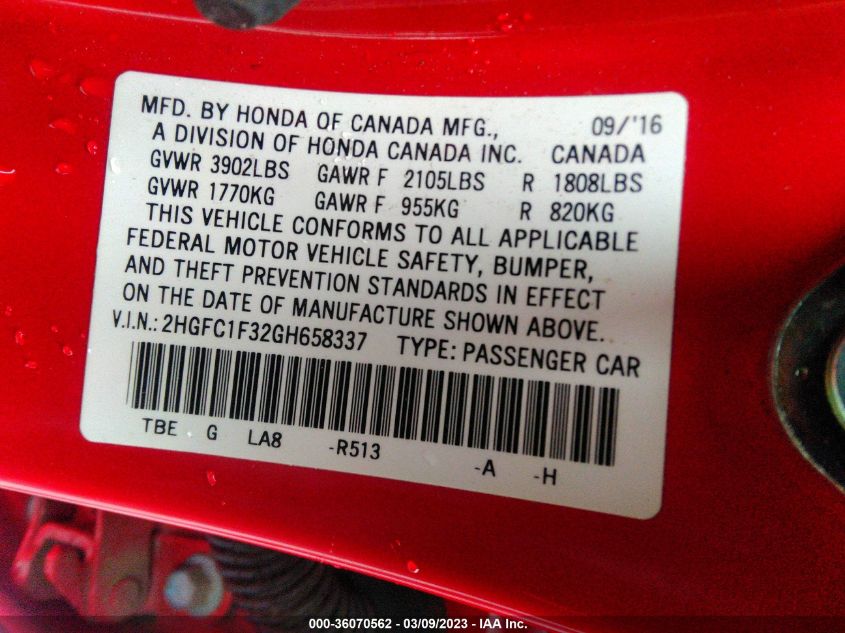 MFD. BY HONDA OF CANADA MFG., 09/'16
A DIVISION OF HONDA CANADA INC. CANADA
GVWR 3902LBS GAWR F 2105LBS R 1808LBS
GVWR 1770KG GAWR F 955KG R 820KG
THIS VEHICLE CONFORMS TO ALL APPLICABLE
FEDERAL MOTOR VEHICLE SAFETY, BUMPER,
AND THEFT PREVENTION STANDARDS IN EFFECT
ON THE DATE OF MANUFACTURE SHOWN ABOVE.
V.I.N.: 2HGFC1F32GH658337 TYPE: PASSENGER CAR
TBE G LA8 -R513 -A -H
000-36070562 - 03/09/2023 - IAA Inc.